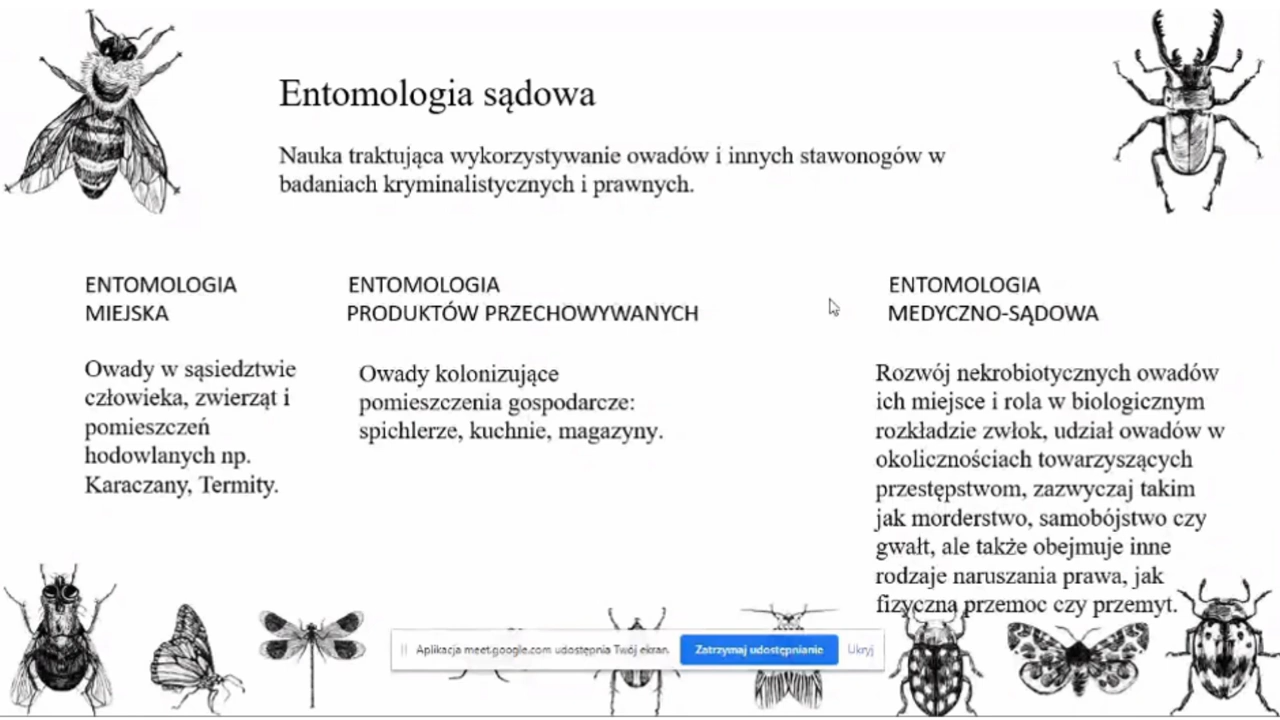 Entomologia sądowa
Nauka traktująca wykorzystywanie owadów i innych stawonogów w
badaniach kryminalistycznych i prawnych.
ENTOMOLOGIA
MIEJSKA
Owady w sąsiedztwie
człowieka, zwierząt i
pomieszczeń
hodowlanych np.
Karaczany, Termity.
ENTOMOLOGIA
PRODUKTÓW PRZECHOWYWANYCH
Owady kolonizujące
pomieszczenia gospodarcze:
spichlerze, kuchnie, magazyny.
ENTOMOLOGIA
MEDYCZNO-SĄDOWA
Rozwój nekrobiotycznych owadów
ich miejsce i rola w biologicznym
rozkładzie zwłok, udział owadów w
okolicznościach towarzyszących
przestępstwom, zazwyczaj takim
jak morderstwo, samobójstwo czy
gwałt, ale także obejmuje inne
rodzaje naruszania prawa, jak
fizyczna przemoc czy przemyt.
Aplikacja meet.google.com udostępnia Twój ekran.
Zatrzymaj udostępnianie
Ukryj